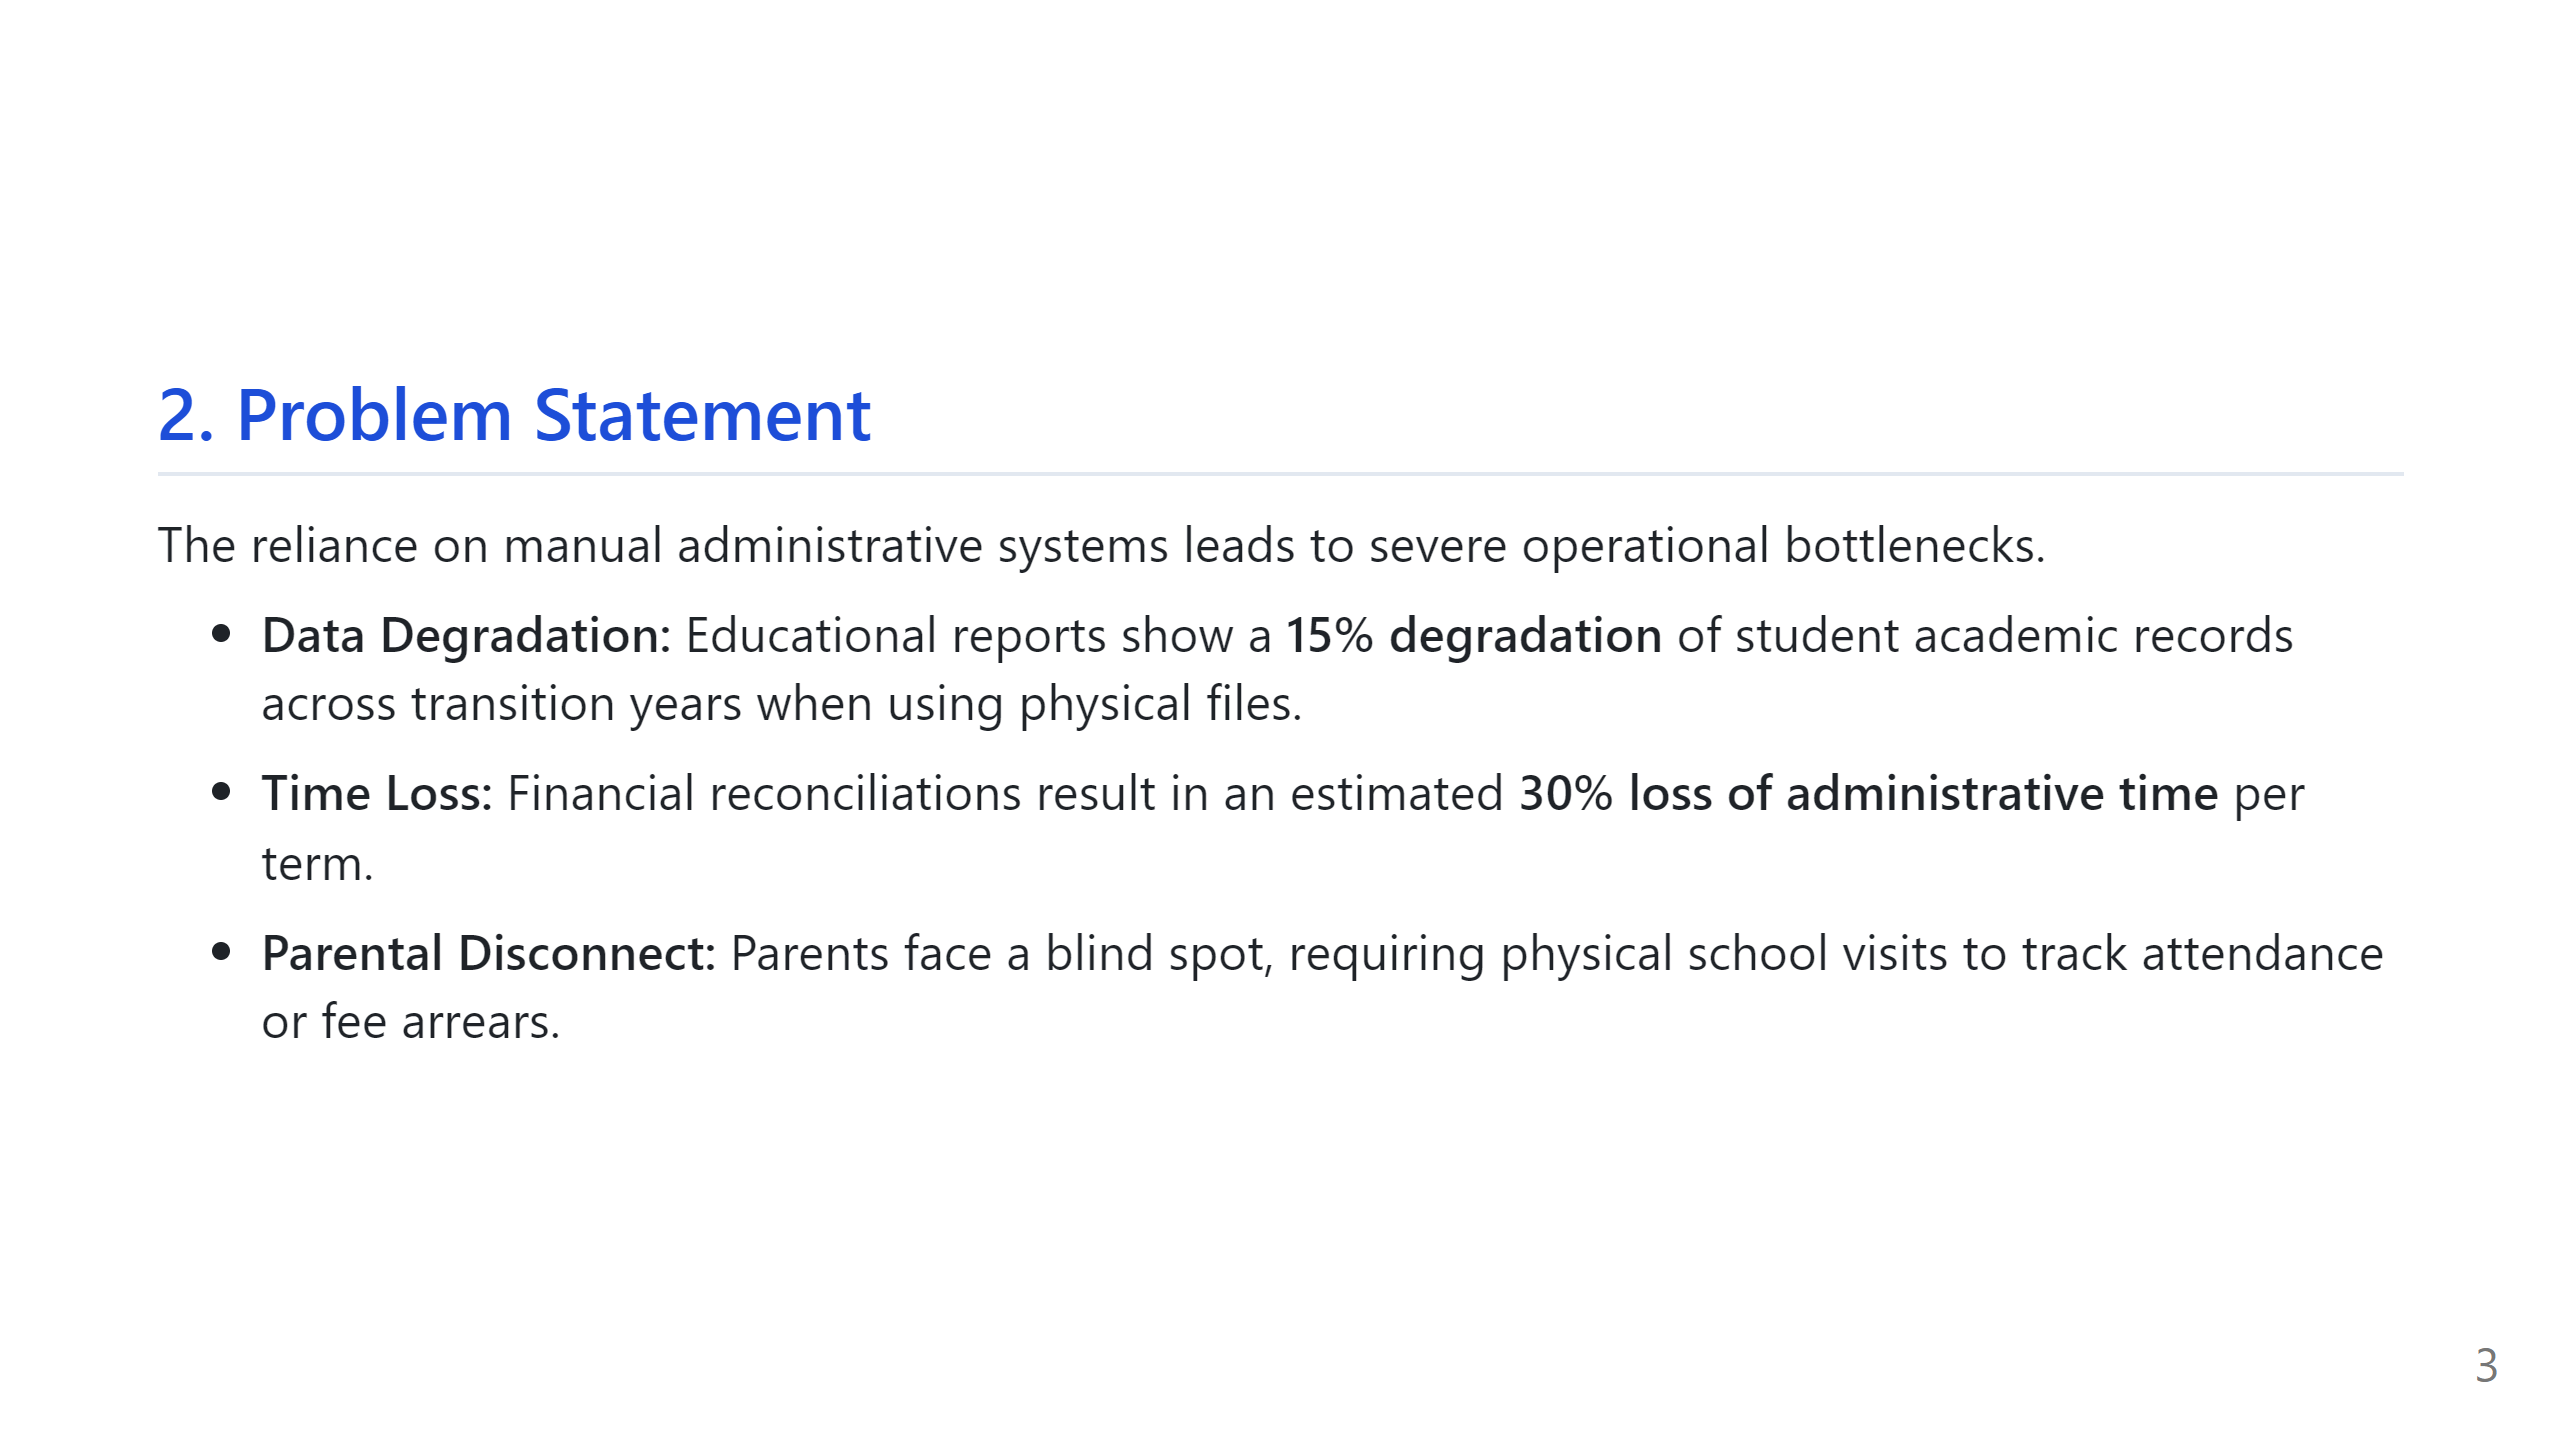 2. Problem Statement
The reliance on manual administrative systems leads to severe operational bottlenecks.
• Data Degradation: Educational reports show a 15% degradation of student academic records
across transition years when using physical files.
• Time Loss: Financial reconciliations result in an estimated 30% loss of administrative time per
term.
• Parental Disconnect: Parents face a blind spot, requiring physical school visits to track attendance
or fee arrears.
3